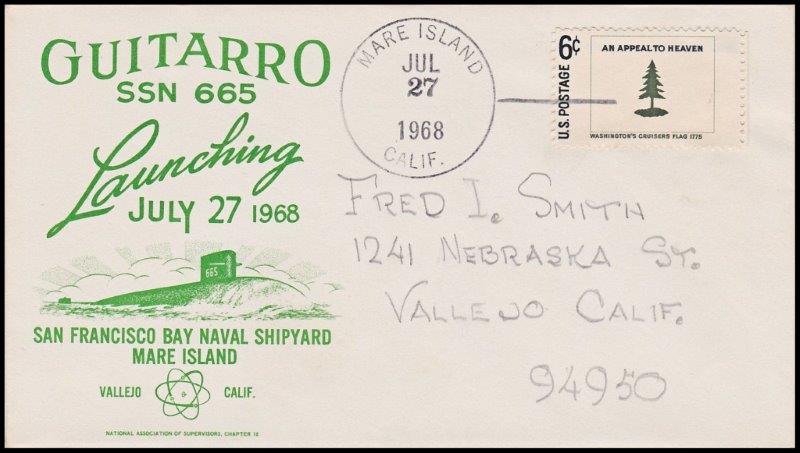 GUITARRO
SSN 665
Launching
JULY 27 1968
665
SAN FRANCISCO BAY NAVAL SHIPYARD
MARE ISLAND
VALLEJO CALIF.
NATIONAL ASSOCIATION OF SUPERVISORS, CHAPTER 12
MARE ISLAND
JUL
27
1968
CALIF.
U.S. POSTAGE 6¢
AN APPEAL TO HEAVEN
WASHINGTON'S CRUISERS FLAG 1775
FRED I. SMITH
1241 NEBRASKA ST.
VALLEJO CALIF.
94950